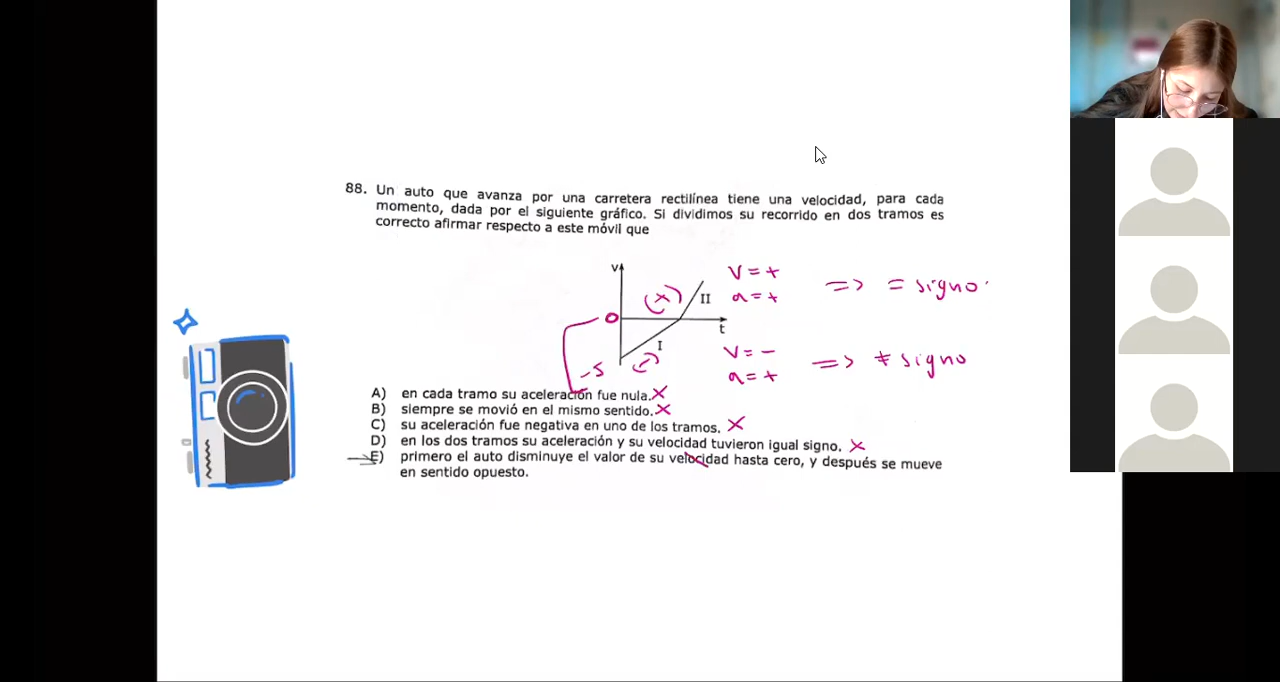 88. Un auto que avanza por una carretera rectilínea tiene una velocidad, para cada
momento, dada por el siguiente gráfico. Si dividimos su recorrido en dos tramos es
correcto afirmar respecto a este móvil que
v
V = +
(+)
II
a = +
=> = signo
0
t
I
V = -
=> ≠ signo
-5
(-)
a = +
A) en cada tramo su aceleración fue nula. X
B) siempre se movió en el mismo sentido. X
C) su aceleración fue negativa en uno de los tramos. X
D) en los dos tramos su aceleración y su velocidad tuvieron igual signo. X
E) primero el auto disminuye el valor de su velocidad hasta cero, y después se mueve
en sentido opuesto.